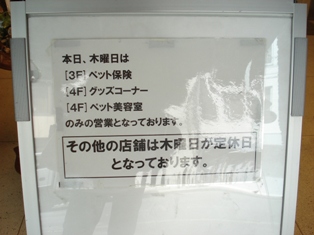 本日、木曜日は
[3F]ペット保険
[4F]グッズコーナー
[4F]ペット美容室
のみの営業となっております。
その他の店舗は木曜日が定休日
となっております。